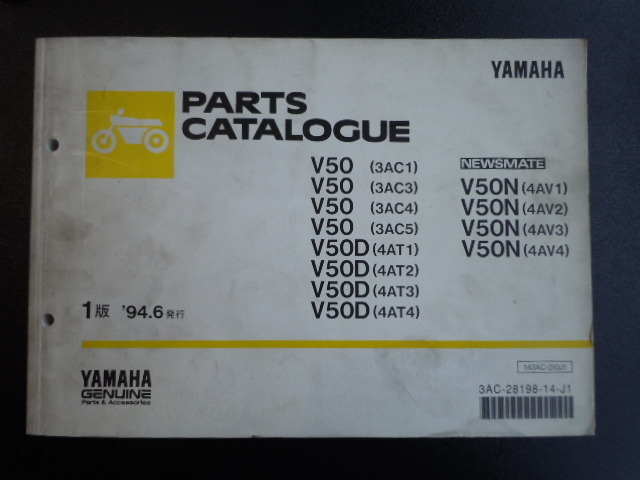 YAMAHA
PARTS
CATALOGUE
V50 (3AC1)
V50 (3AC3)
V50 (3AC4)
V50 (3AC5)
V50D (4AT1)
V50D (4AT2)
V50D (4AT3)
V50D (4AT4)
NEWSMATE
V50N (4AV1)
V50N (4AV2)
V50N (4AV3)
V50N (4AV4)
1版 '94.6 発行
YAMAHA
GENUINE
Parts & Accessories
3AC-28198-14-J1